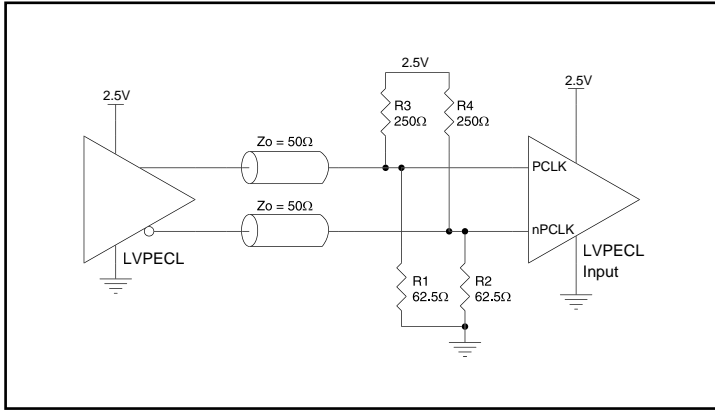 2.5V
2.5V
2.5V
R3
250Ω
R4
250Ω
Zo = 50Ω
PCLK
Zo = 50Ω
nPCLK
LVPECL
LVPECL
Input
R1
62.5Ω
R2
62.5Ω